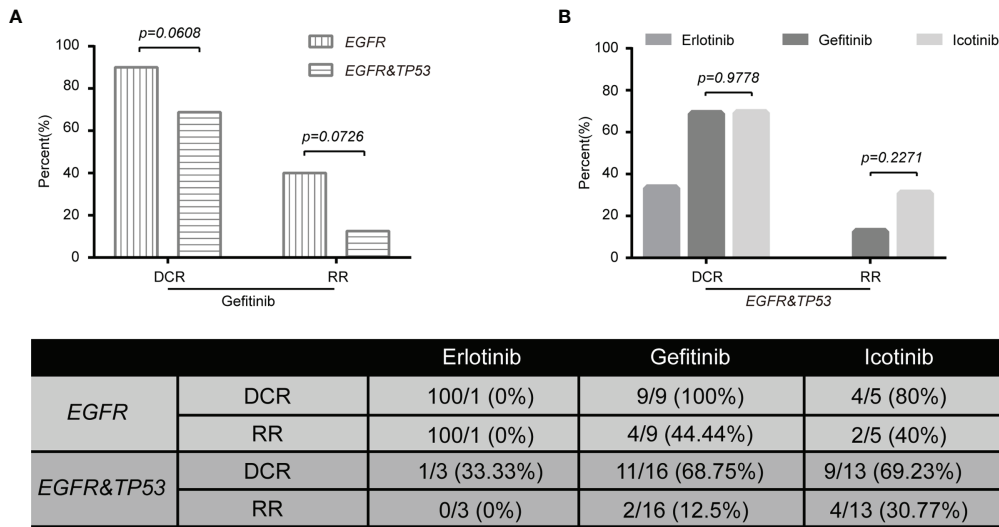 A
p=0.0608
EGFR
EGFR&TP53
p=0.0726
Percent(%)
100
80
60
40
20
0
DCR
RR
Gefitinib
B
Erlotinib Gefitinib Icotinib
p=0.9778
p=0.2271
Percent(%)
100
80
60
40
20
0
DCR
RR
EGFR&TP53
Erlotinib Gefitinib Icotinib
EGFR DCR 100/1 (0%) 9/9 (100%) 4/5 (80%)
RR 100/1 (0%) 4/9 (44.44%) 2/5 (40%)
EGFR&TP53 DCR 1/3 (33.33%) 11/16 (68.75%) 9/13 (69.23%)
RR 0/3 (0%) 2/16 (12.5%) 4/13 (30.77%)